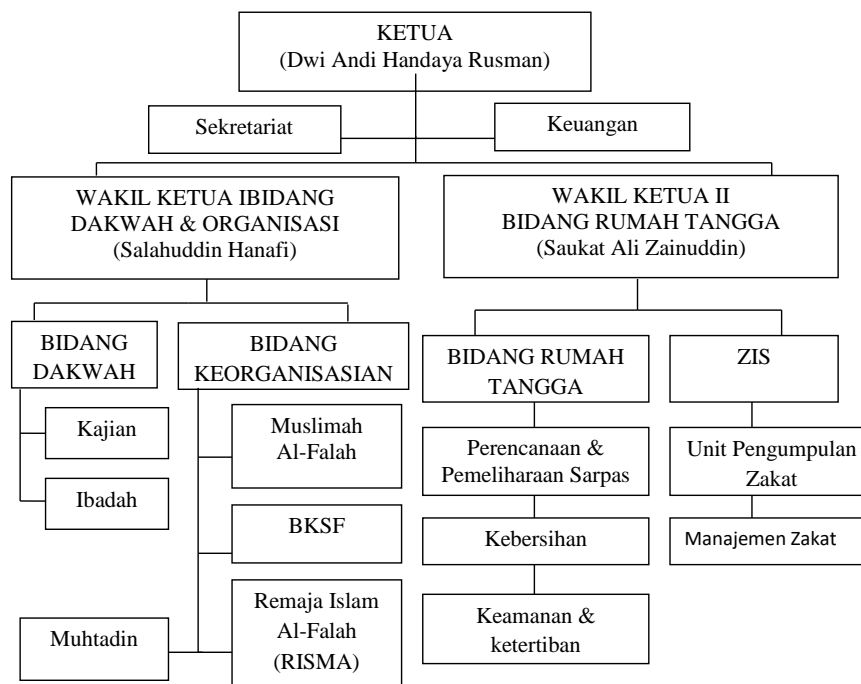 KETUA
(Dwi Andi Handaya Rusman)
Sekretariat
Keuangan
WAKIL KETUA IBIDANG
DAKWAH & ORGANISASI
(Salahuddin Hanafi)
WAKIL KETUA II
BIDANG RUMAH TANGGA
(Saukat Ali Zainuddin)
BIDANG
DAKWAH
BIDANG
KEORGANISASIAN
BIDANG RUMAH
TANGGA
ZIS
Kajian
Ibadah
Muslimah
Al-Falah
BKSF
Remaja Islam
Al-Falah
(RISMA)
Muhtadin
Perencanaan &
Pemeliharaan Sarpas
Kebersihan
Keamanan &
ketertiban
Unit Pengumpulan
Zakat
Manajemen Zakat